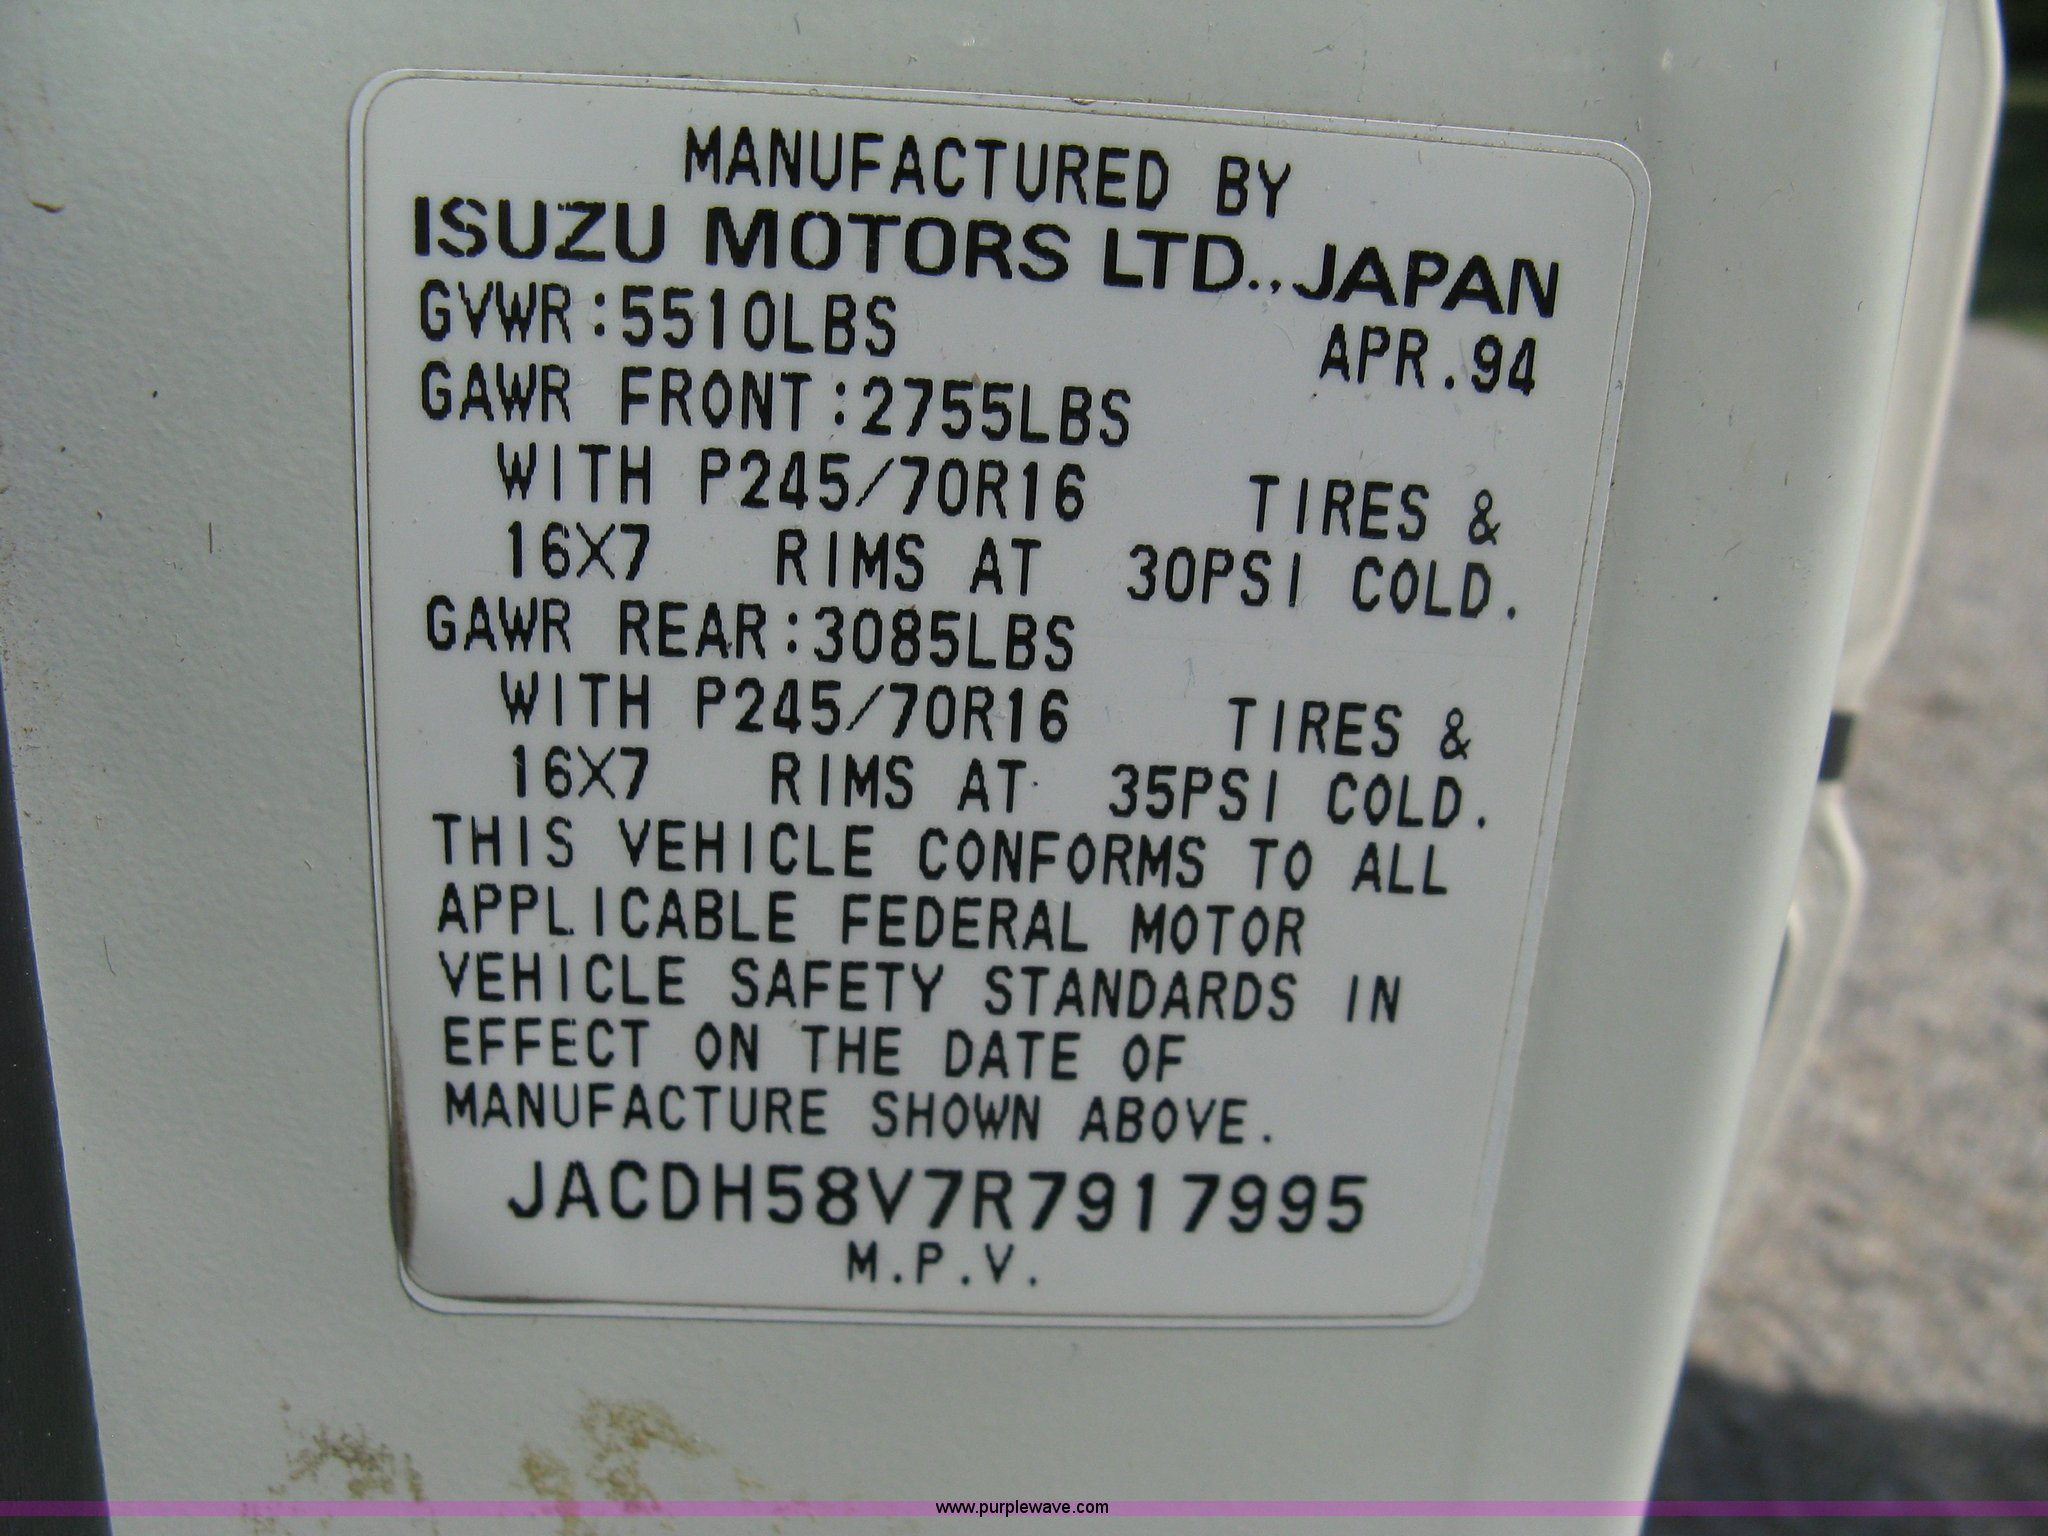 MANUFACTURED BY
ISUZU MOTORS LTD., JAPAN
GVWR:5510LBS APR.94
GAWR FRONT:2755LBS
WITH P245/70R16 TIRES &
16X7 RIMS AT 30PSI COLD.
GAWR REAR:3085LBS
WITH P245/70R16 TIRES &
16X7 RIMS AT 35PSI COLD.
THIS VEHICLE CONFORMS TO ALL
APPLICABLE FEDERAL MOTOR
VEHICLE SAFETY STANDARDS IN
EFFECT ON THE DATE OF
MANUFACTURE SHOWN ABOVE.
JACDH58V7R7917995
M.P.V.
www.purplewave.com